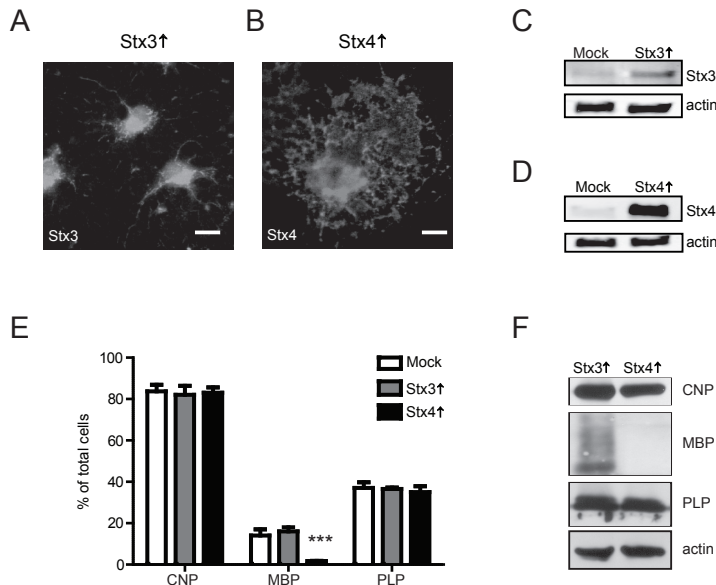 A
Stx3↑
Stx3
B
Stx4↑
Stx4
C
Mock Stx3↑
Stx3
actin
D
Mock Stx4↑
Stx4
actin
E
% of total cells
100
80
60
40
20
0
Mock
Stx3↑
Stx4↑
***
CNP MBP PLP
F
Stx3↑ Stx4↑
CNP
MBP
PLP
actin